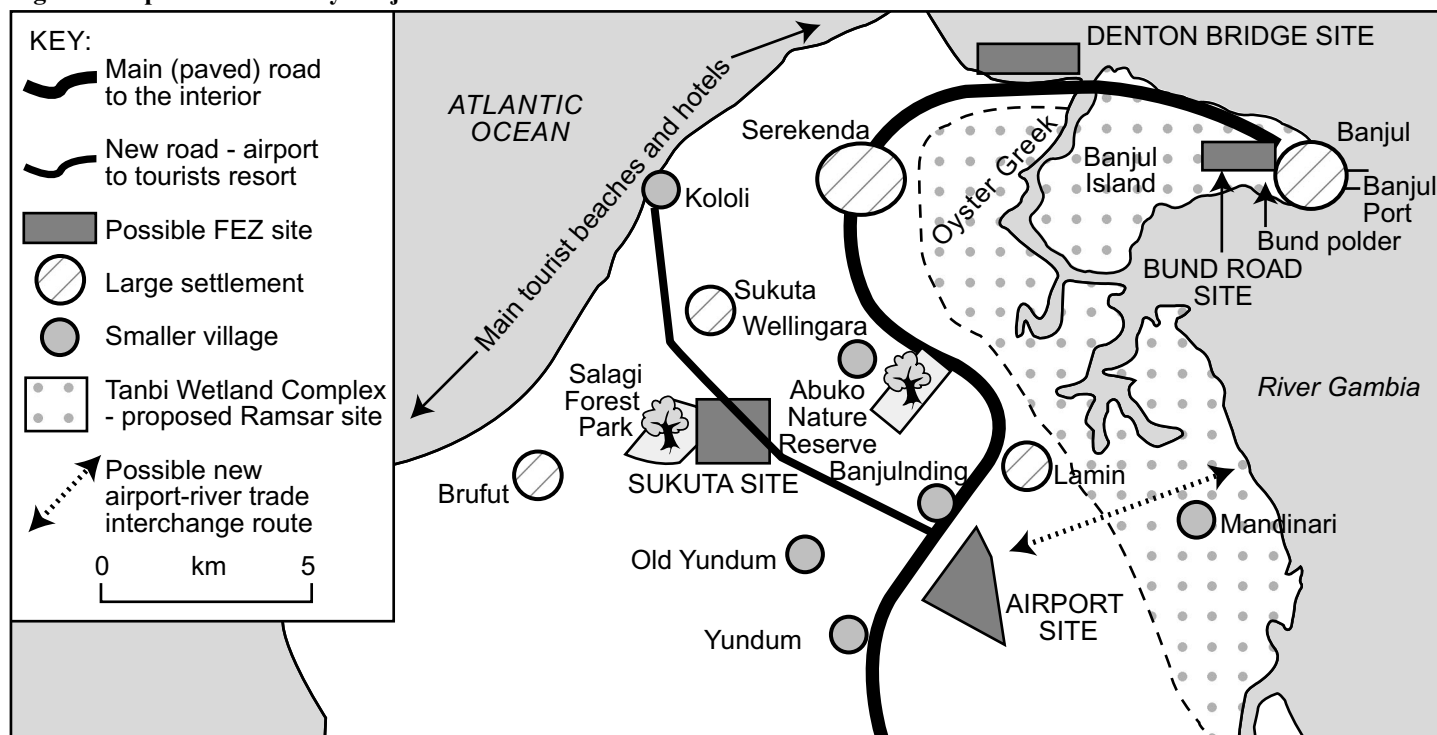 KEY:
Main (paved) road
to the interior
New road - airport
to tourists resort
Possible FEZ site
Large settlement
Smaller village
Tanbi Wetland Complex
- proposed Ramsar site
Possible new
airport-river trade
interchange route
0 km 5
ATLANTIC
OCEAN
Main tourist beaches and hotels
DENTON BRIDGE SITE
Serekenda
Oyster Greek
Banjul
Island
Banjul
Banjul
Port
Bund polder
BUND ROAD
SITE
Kololi
Sukuta
Wellingara
Salagi
Forest
Park
Abuko
Nature
Reserve
River Gambia
Brufut
SUKUTA SITE
Banjulnding
Lamin
Mandinari
Old Yundum
AIRPORT
SITE
Yundum